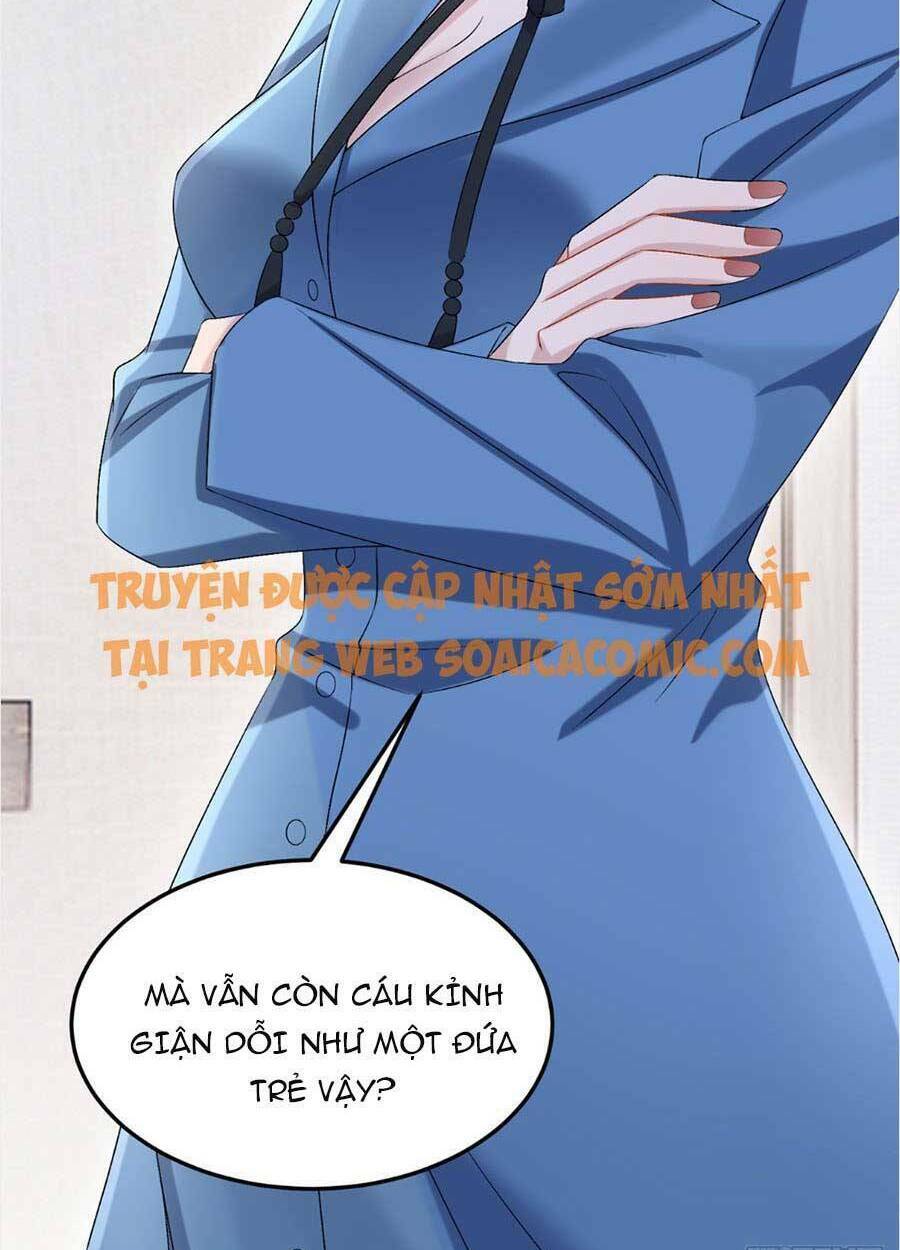 TRUYỆN ĐƯỢC CẬP NHẬT SỚM NHẤT
TẠI TRANG WEB SOAICACOMIC.COM
MÀ VẪN CÒN CÁU KỈNH
GIẬN DỖI NHƯ MỘT ĐỨA
TRẺ VẬY?